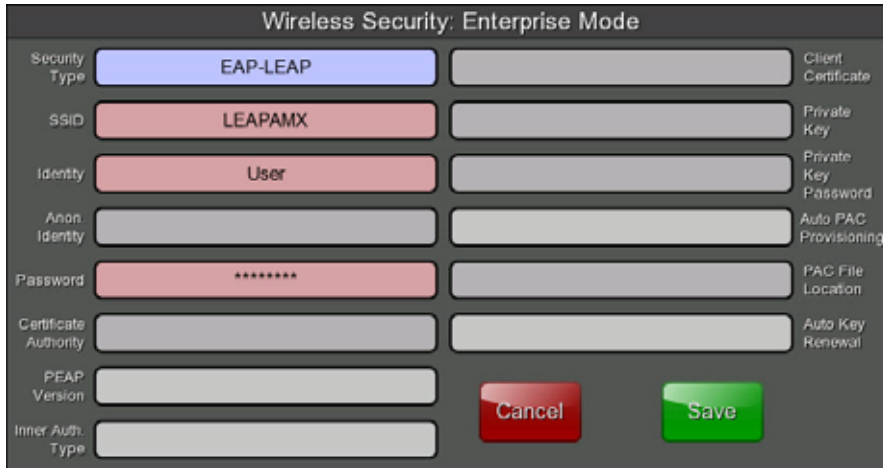 Wireless Security: Enterprise Mode
Security
Type
EAP-LEAP
Client
Certificate
SSID
LEAPAMX
Private
Key
Identity
User
Private
Key
Password
Anon.
Identity
Auto PAC
Provisioning
Password
********
PAC File
Location
Certificate
Authority
Auto Key
Renewal
PEAP
Version
Cancel
Save
Inner Auth.
Type